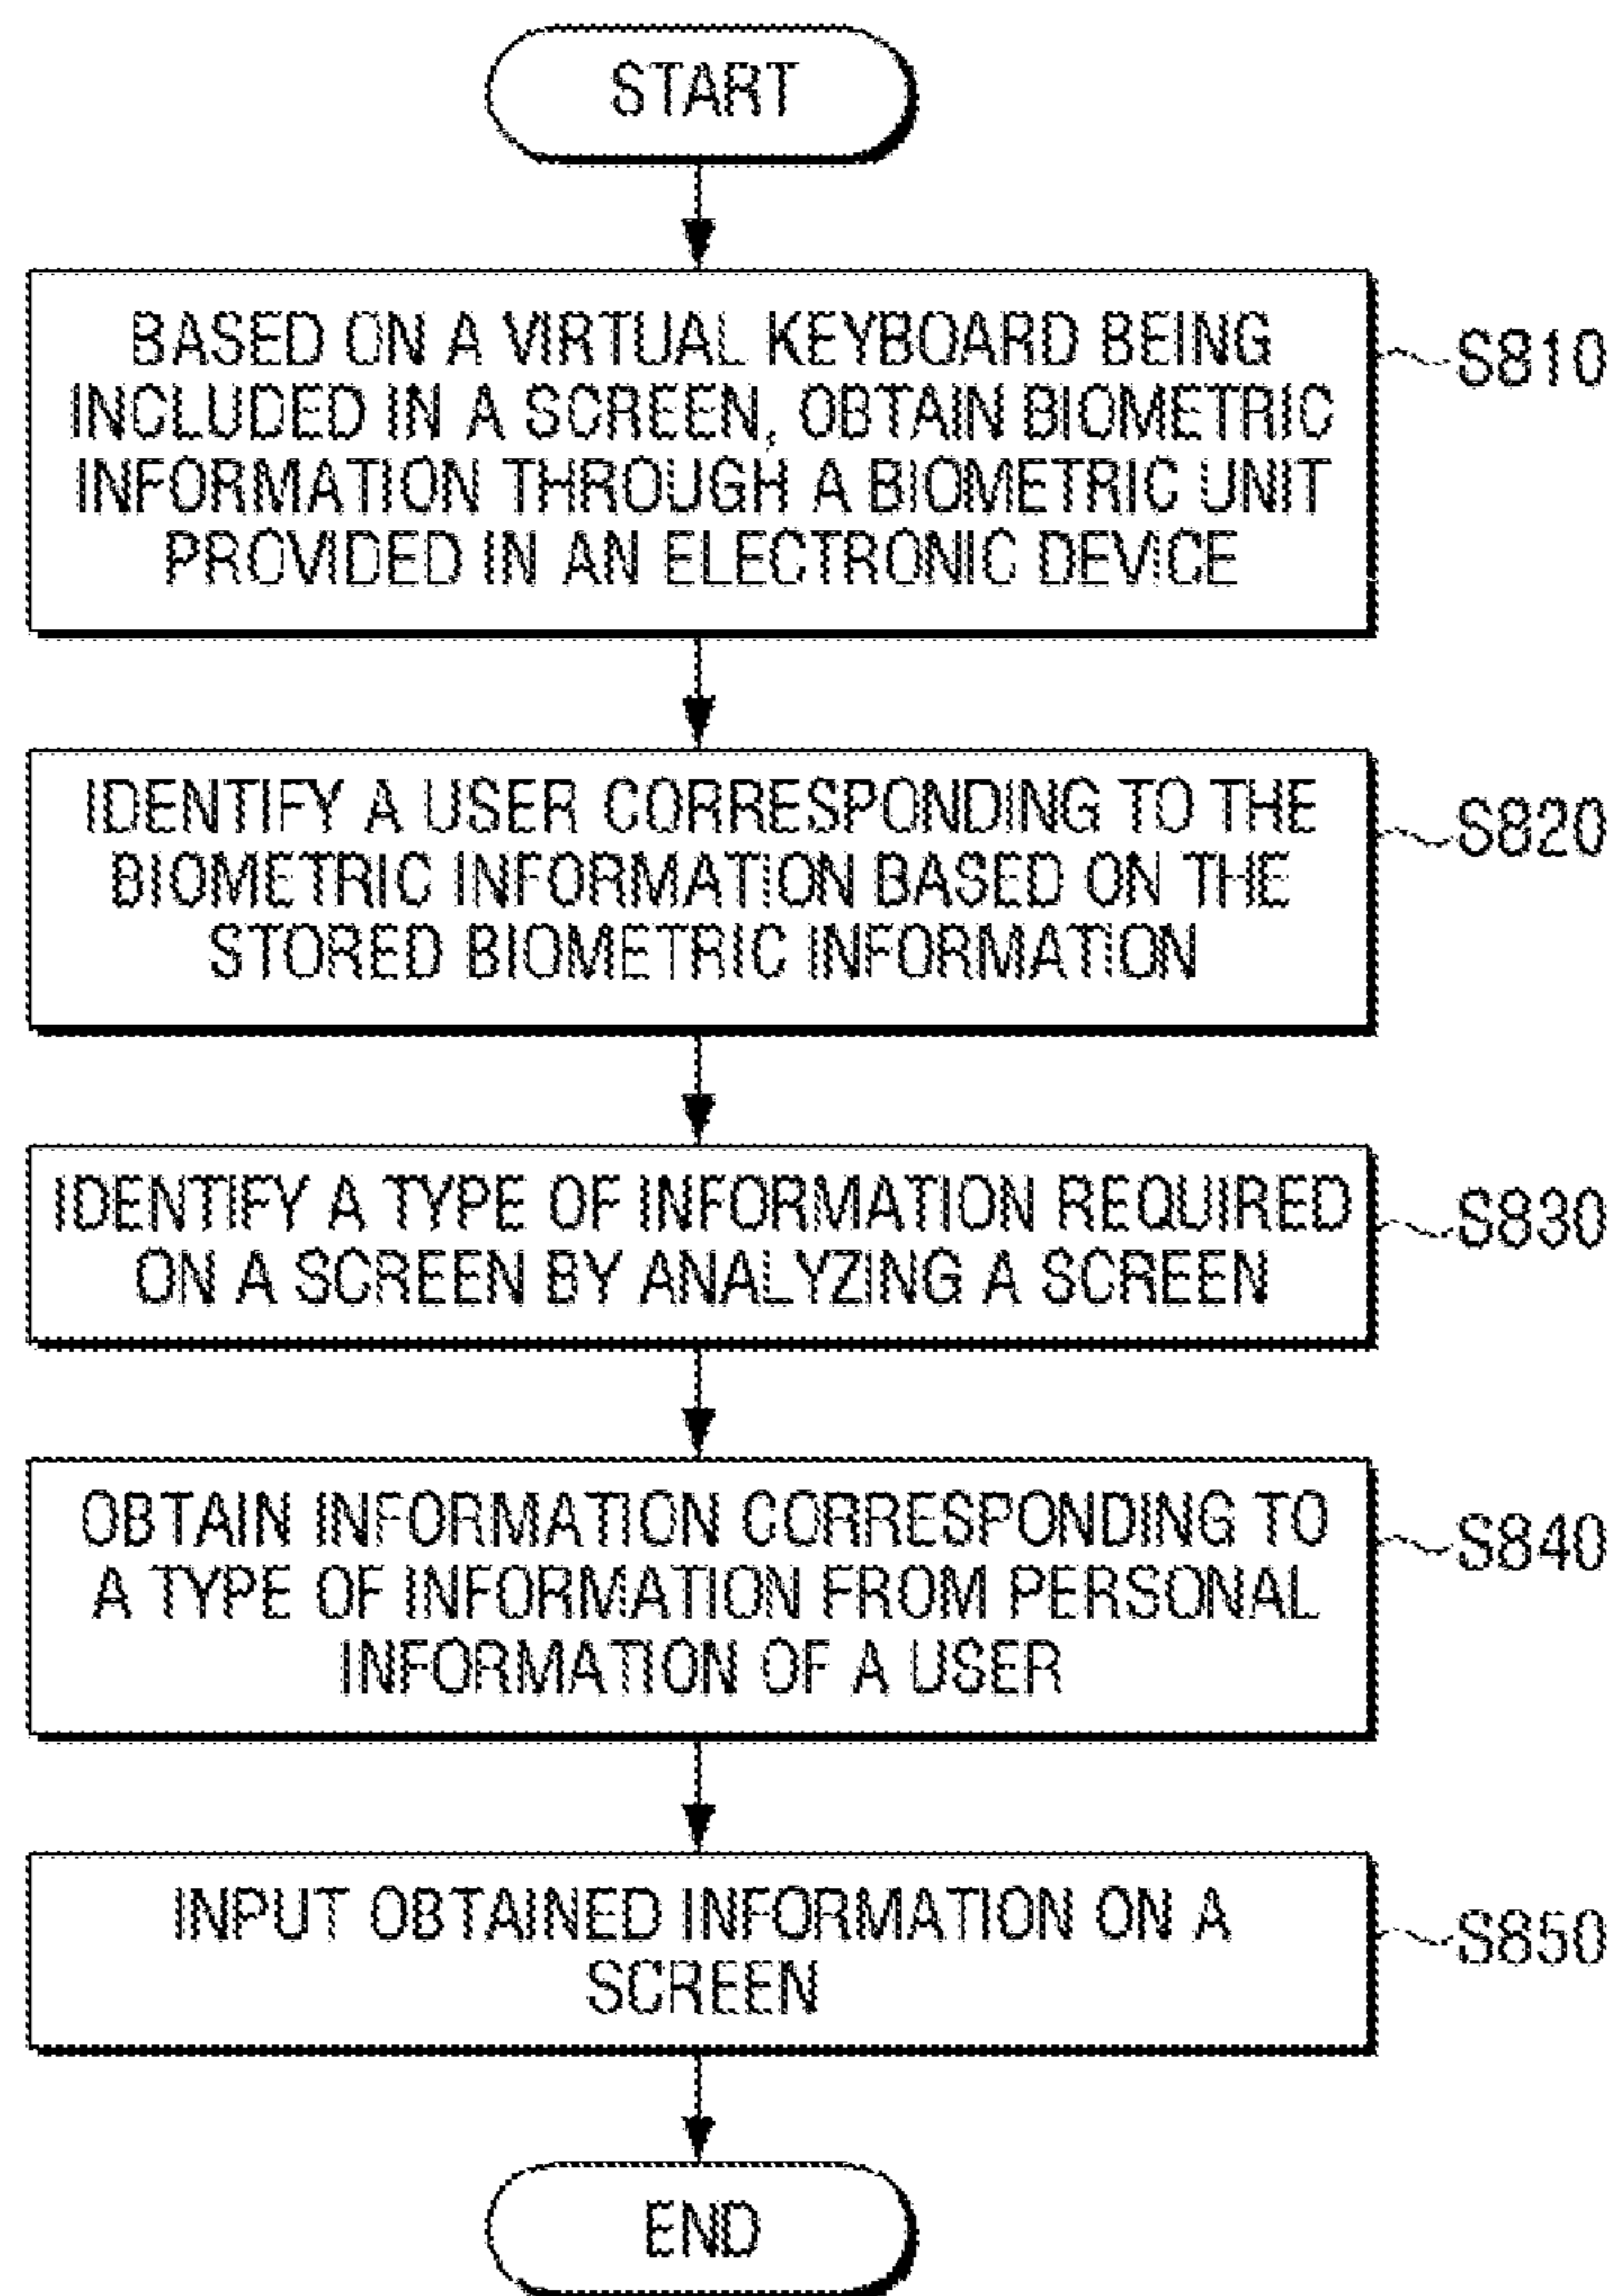 START
BASED ON A VIRTUAL KEYBOARD BEING
INCLUDED IN A SCREEN, OBTAIN BIOMETRIC
INFORMATION THROUGH A BIOMETRIC UNIT
PROVIDED IN AN ELECTRONIC DEVICE
S810
IDENTIFY A USER CORRESPONDING TO THE
BIOMETRIC INFORMATION BASED ON THE
STORED BIOMETRIC INFORMATION
S820
IDENTIFY A TYPE OF INFORMATION REQUIRED
ON A SCREEN BY ANALYZING A SCREEN
S830
OBTAIN INFORMATION CORRESPONDING TO
A TYPE OF INFORMATION FROM PERSONAL
INFORMATION OF A USER
S840
INPUT OBTAINED INFORMATION ON A
SCREEN
S850
END